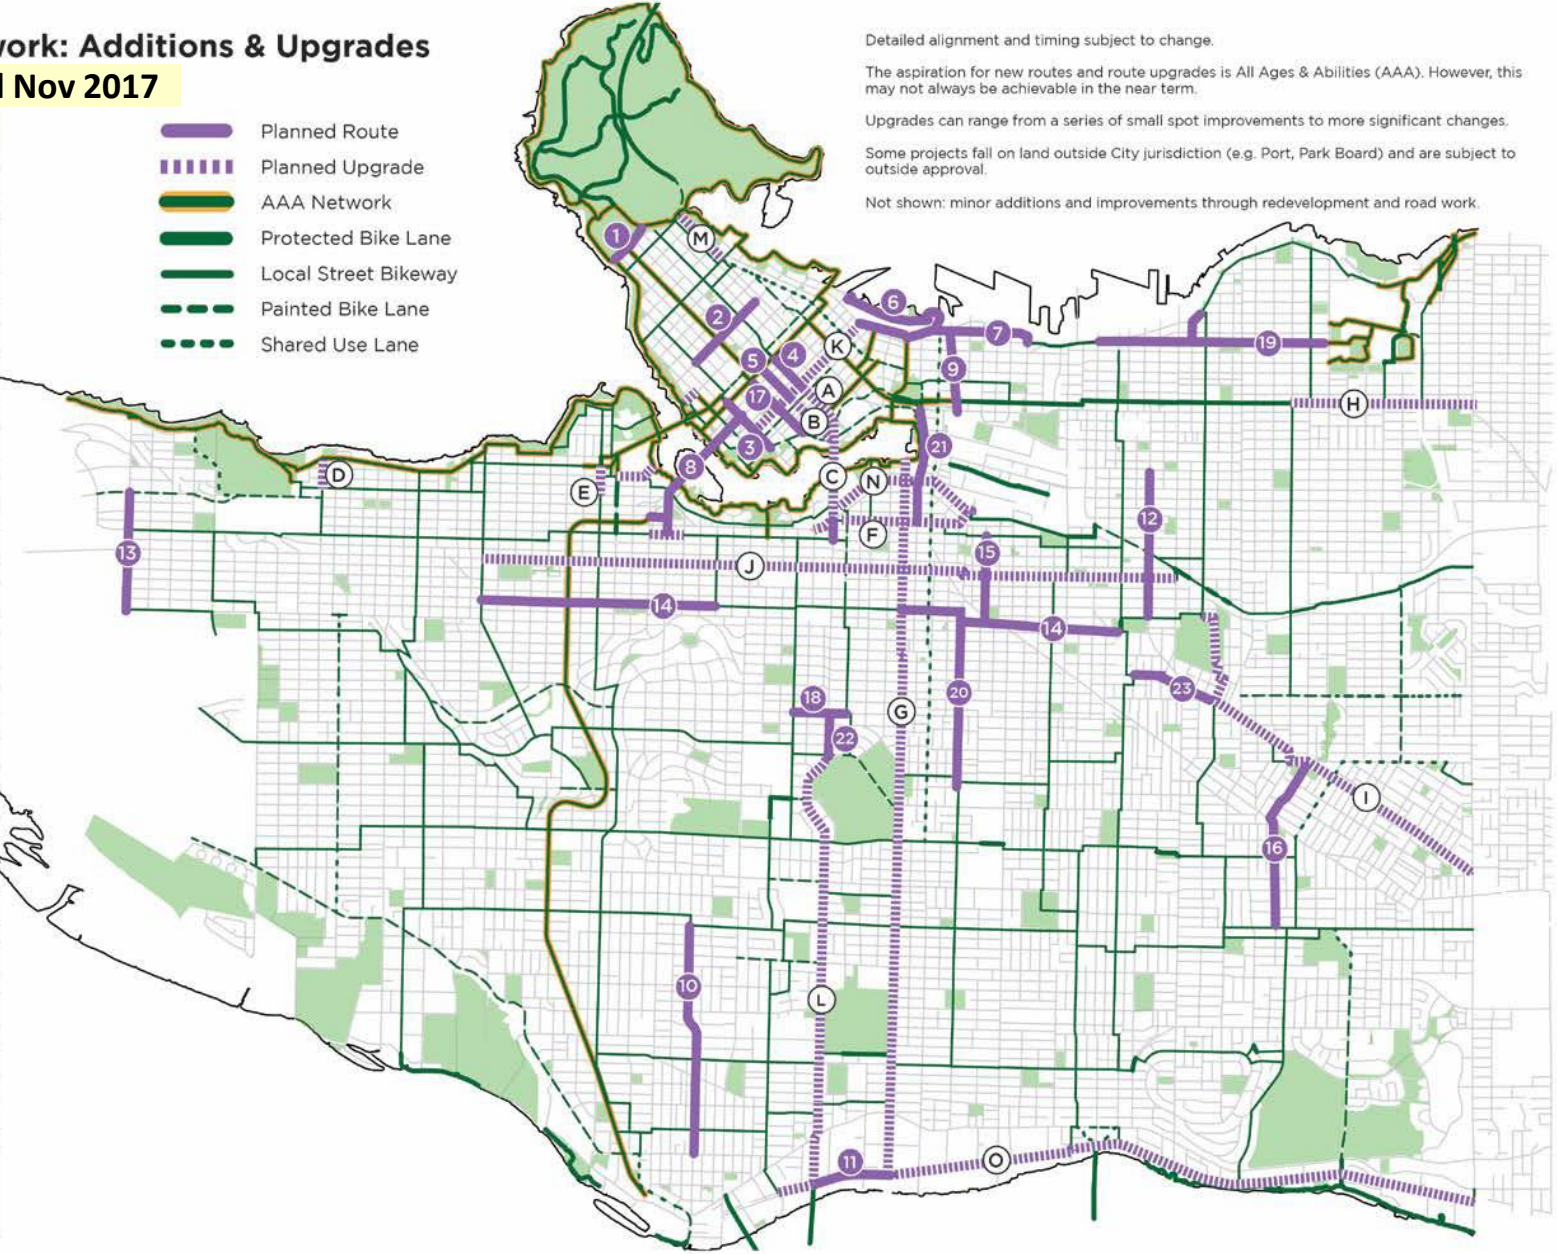 work: Additions & Upgrades
Nov 2017
Planned Route
Planned Upgrade
AAA Network
Protected Bike Lane
Local Street Bikeway
Painted Bike Lane
Shared Use Lane
Detailed alignment and timing subject to change.
The aspiration for new routes and route upgrades is All Ages & Abilities (AAA). However, this
may not always be achievable in the near term.
Upgrades can range from a series of small spot improvements to more significant changes.
Some projects fall on land outside City jurisdiction (e.g. Port, Park Board) and are subject to
outside approval.
Not shown: minor additions and improvements through redevelopment and road work.
1
M
2
6
7
K
19
5
4
9
17
A
H
B
3
21
8
D
C
N
E
12
F
13
15
J
14
14
23
18
20
G
22
I
16
10
L
11
O